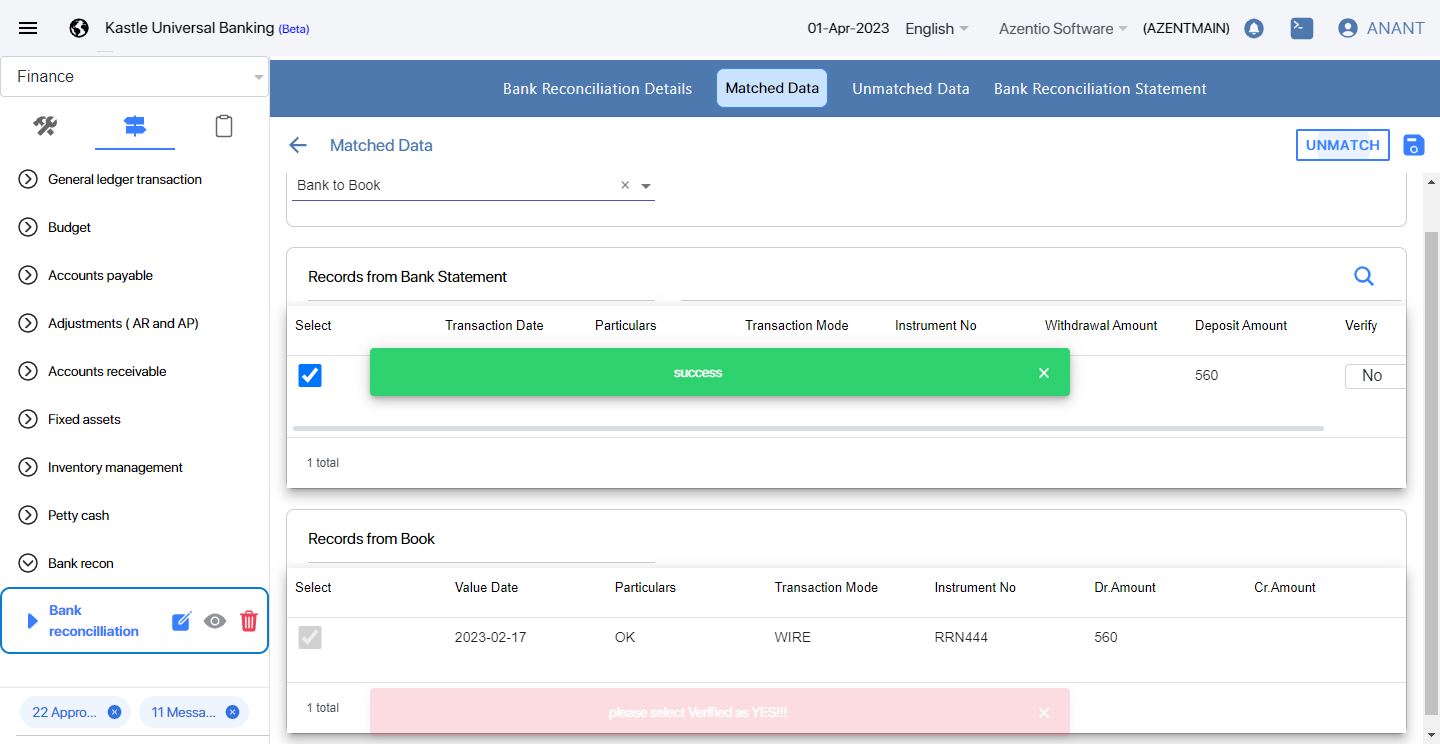 Kastle Universal Banking (Beta)
01-Apr-2023
English
Azentio Software
(AZENTMAIN)
ANANT
Finance
Bank Reconciliation Details
Matched Data
Unmatched Data
Bank Reconciliation Statement
General ledger transaction
Budget
Accounts payable
Adjustments ( AR and AP)
Accounts receivable
Fixed assets
Inventory management
Petty cash
Bank recon
Bank
reconcilliation
22 Appro...
11 Messa...
Matched Data
UNMATCH
Bank to Book
Records from Bank Statement
Select Transaction Date Particulars Transaction Mode Instrument No Withdrawal Amount Deposit Amount Verify
success
560 No
1 total
Records from Book
Select Value Date Particulars Transaction Mode Instrument No Dr.Amount Cr.Amount
2023-02-17 OK WIRE RRN444 560
1 total
please select Verified as YES!!!